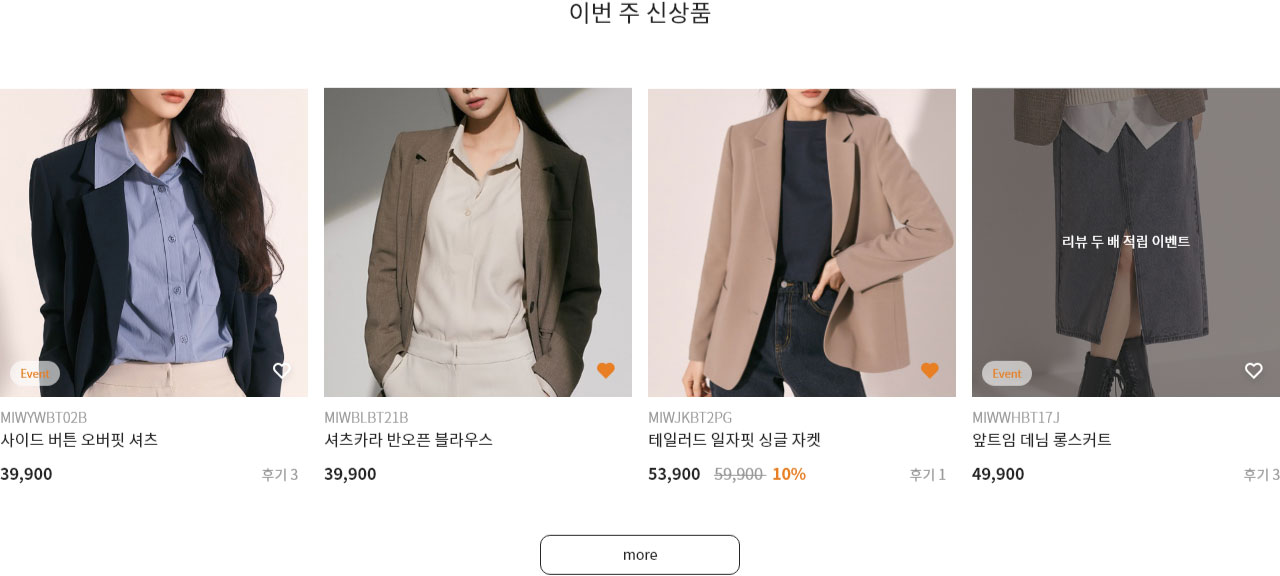 이번 주 신상품
리뷰 두 배 적립 이벤트
Event
Event
MIWYWBT02B
사이드 버튼 오버핏 셔츠
39,900
후기 3
MIWBLBT21B
셔츠카라 반오픈 블라우스
39,900
MIWJKBT2PG
테일러드 일자핏 싱글 자켓
53,900 59,900 10%
후기 1
MIWWHBT17J
앞트임 데님 롱스커트
49,900
후기 3
more